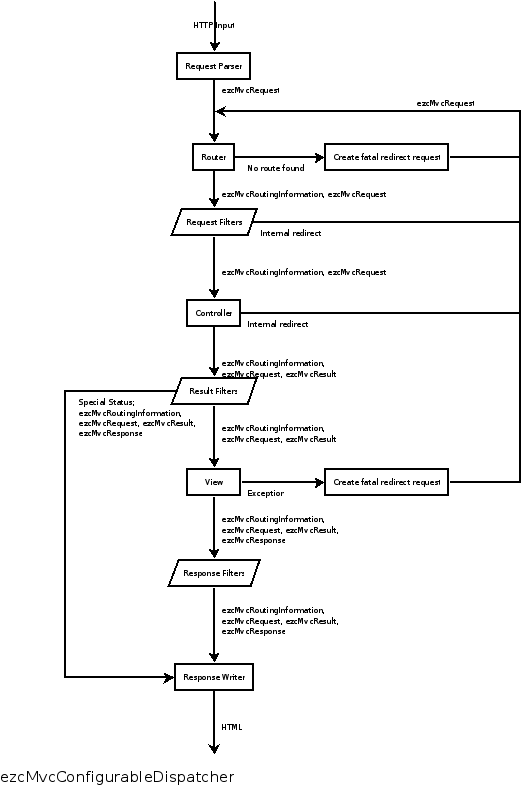 HTTP Input
Request Parser
ezcMvcRequest
ezcMvcRequest
Router
Create fatal redirect request
No route found
ezcMvcRoutingInformation, ezcMvcRequest
Request Filters
Internal redirect
ezcMvcRoutingInformation, ezcMvcRequest
Controller
Internal redirect
ezcMvcRoutingInformation,
ezcMvcRequest, ezcMvcResult
Result Filters
Special Status;
ezcMvcRoutingInformation,
ezcMvcRequest, ezcMvcResult,
ezcMvcResponse
ezcMvcRoutingInformation,
ezcMvcRequest, ezcMvcResult
View
Create fatal redirect request
Exception
ezcMvcRoutingInformation,
ezcMvcRequest, ezcMvcResult,
ezcMvcResponse
Response Filters
ezcMvcRoutingInformation,
ezcMvcRequest, ezcMvcResult,
ezcMvcResponse
Response Writer
HTML
ezcMvcConfigurableDispatcher